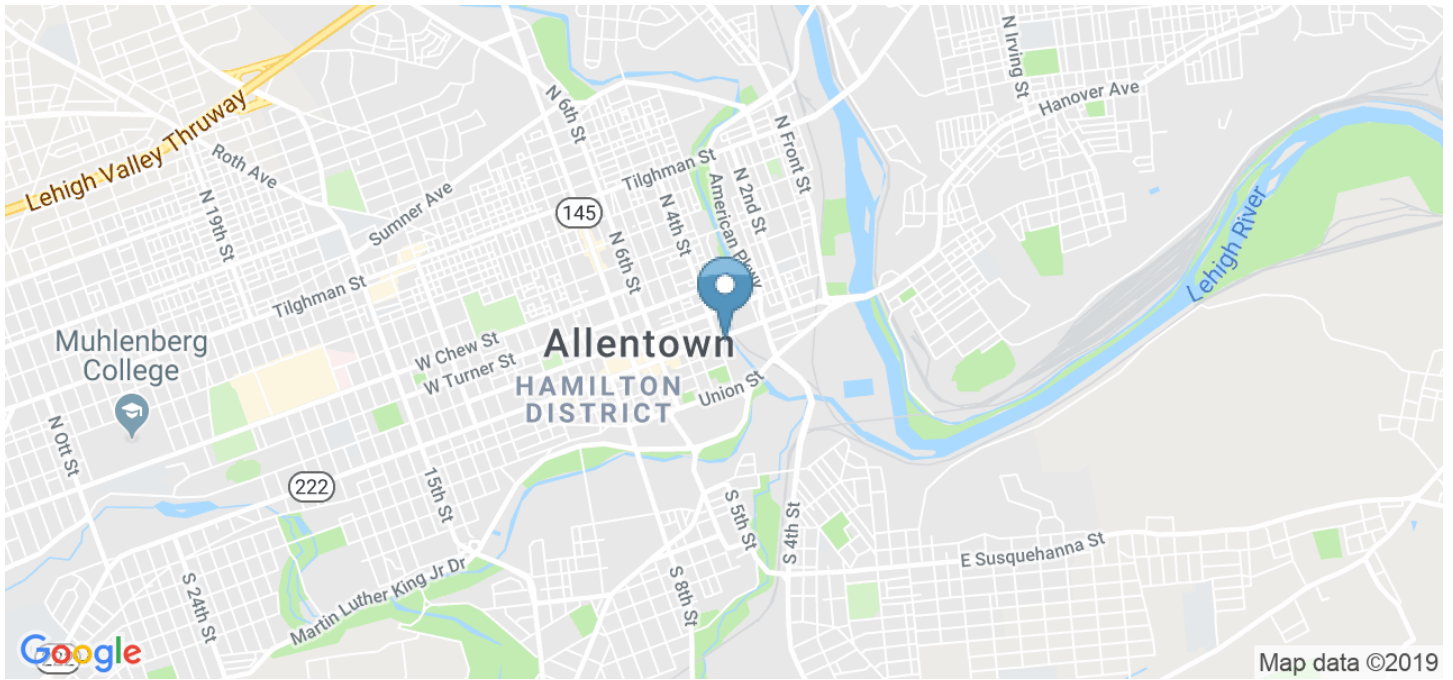 N Irving St
Hanover Ave
Lehigh Valley Thruway
N 6th St
N Front St
Roth Ave
Tilghman St
American Pkwy
N 2nd St
N 19th St
Sumner Ave
145
N 4th St
N 6th St
Lehigh River
Tilghman St
Muhlenberg
College
W Chew St
Allentown
W Turner St
HAMILTON
DISTRICT
Union St
N Ott St
222
15th St
S 5th St
S 4th St
E Susquehanna St
S 24th St
Martin Luther King Jr Dr
S 8th St
Google
Map data ©2019